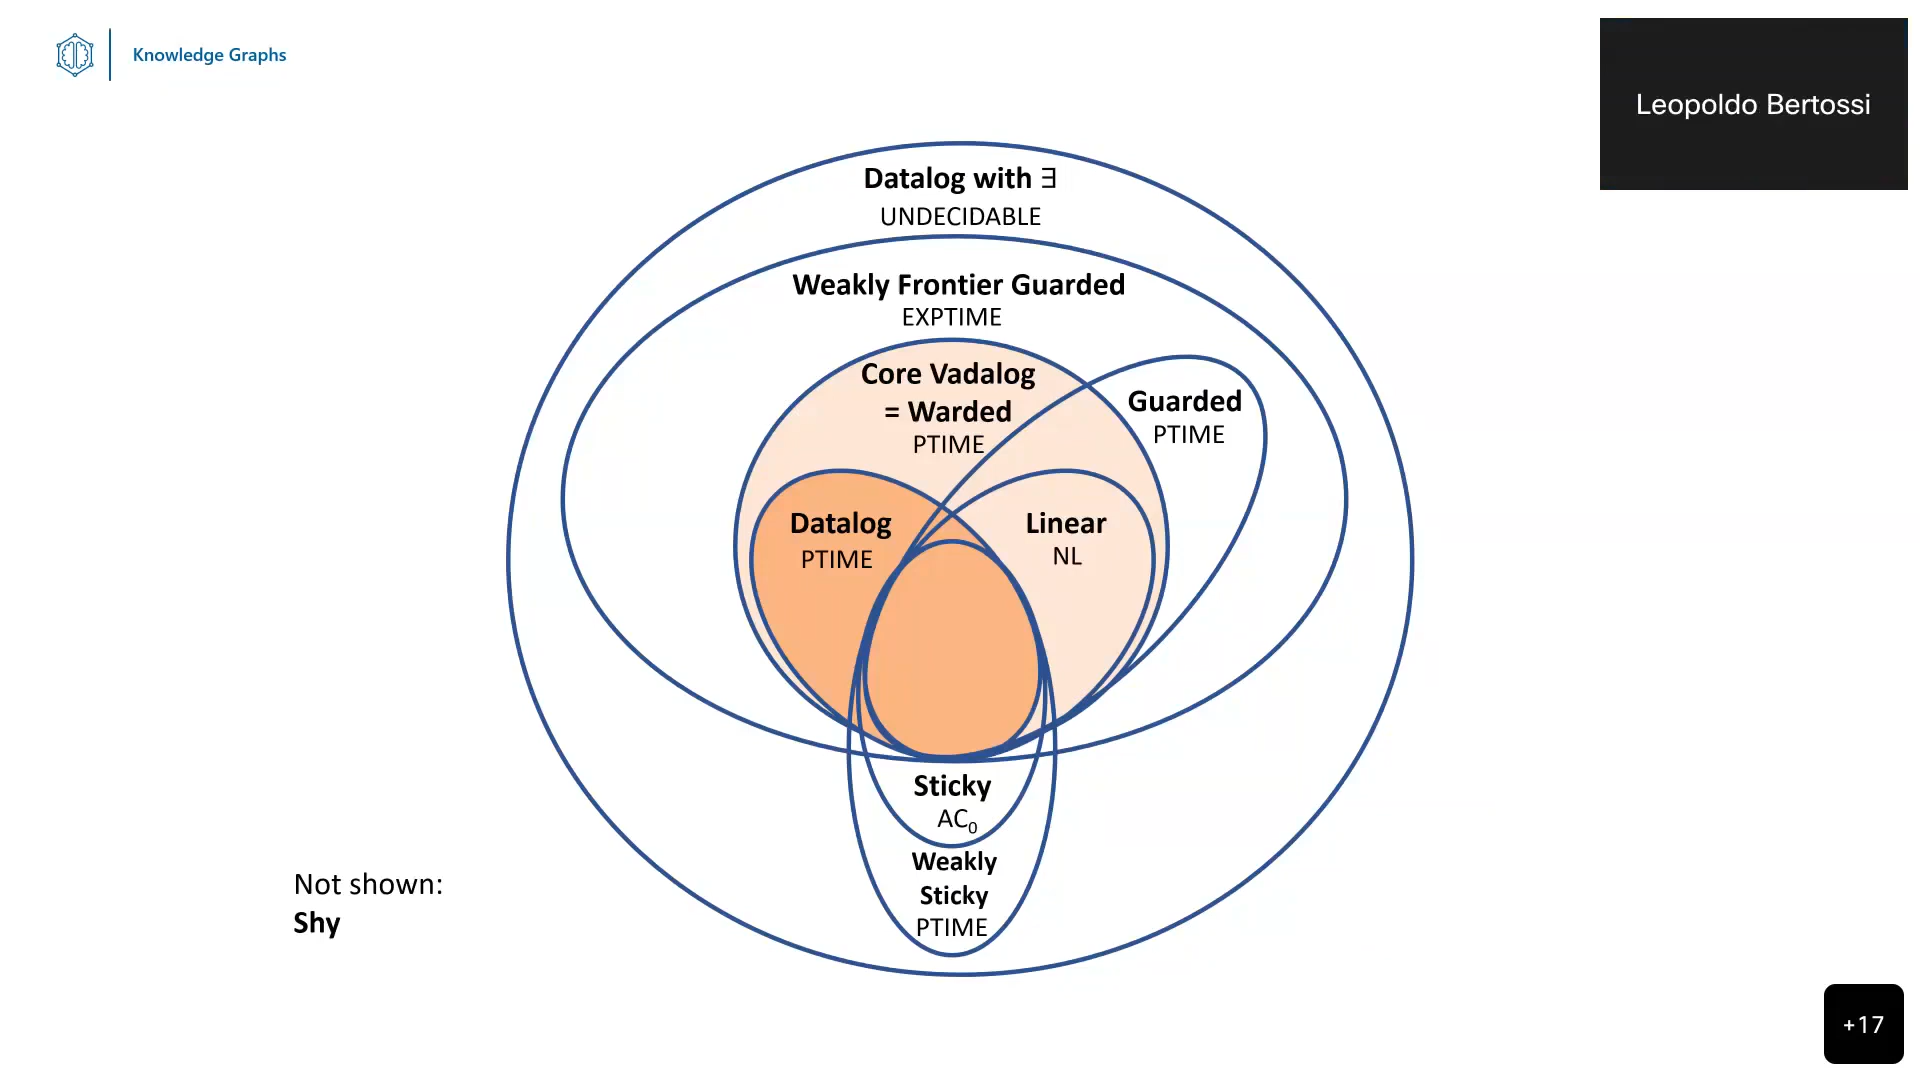 Knowledge Graphs
Leopoldo Bertossi
Datalog with ∃
UNDECIDABLE
Weakly Frontier Guarded
EXPTIME
Core Vadalog
= Warded
PTIME
Guarded
PTIME
Datalog
PTIME
Linear
NL
Sticky
AC₀
Weakly
Sticky
PTIME
Not shown:
Shy
+17